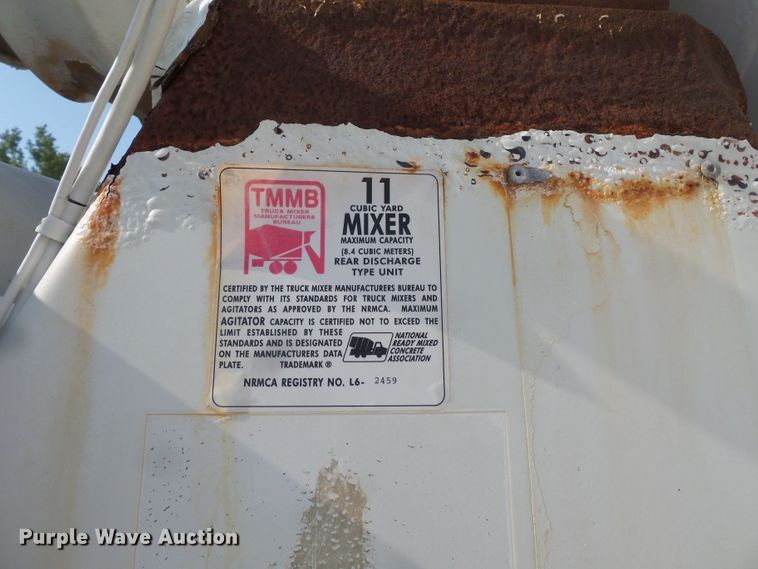 TMMB
TRUCK MIXER
MANUFACTURERS
BUREAU
11
CUBIC YARD
MIXER
MAXIMUM CAPACITY
(8.4 CUBIC METERS)
REAR DISCHARGE
TYPE UNIT
CERTIFIED BY THE TRUCK MIXER MANUFACTURERS BUREAU TO
COMPLY WITH ITS STANDARDS FOR TRUCK MIXERS AND
AGITATORS AS APPROVED BY THE NRMCA. MAXIMUM
AGITATOR CAPACITY IS CERTIFIED NOT TO EXCEED THE
LIMIT ESTABLISHED BY THESE
STANDARDS AND IS DESIGNATED
ON THE MANUFACTURERS DATA
PLATE. TRADEMARK ®
NATIONAL
READY MIXED
CONCRETE
ASSOCIATION
NRMCA REGISTRY NO. L6- 2459
Purple Wave Auction